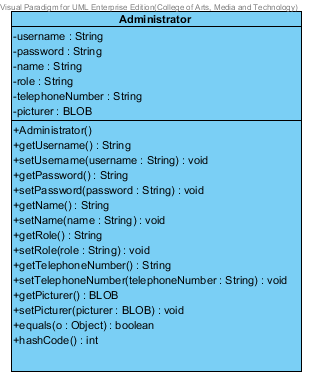 Visual Paradigm for UML Enterprise Edition(College of Arts, Media and Technology)
Administrator
-username : String
-password : String
-name : String
-role : String
-telephoneNumber : String
-picturer : BLOB
+Administrator()
+getUsername() : String
+setUsername(username : String) : void
+getPassword() : String
+setPassword(password : String) : void
+getName() : String
+setName(name : String) : void
+getRole() : String
+setRole(role : String) : void
+getTelephoneNumber() : String
+setTelephoneNumber(telephoneNumber : String) : void
+getPicturer() : BLOB
+setPicturer(picturer : BLOB) : void
+equals(o : Object) : boolean
+hashCode() : int